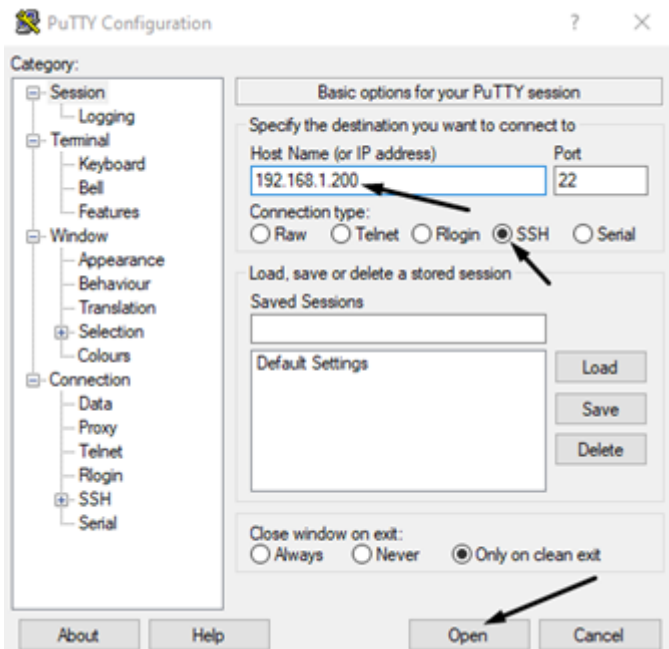 PuTTY Configuration
?
Category:
Session
Logging
Terminal
Keyboard
Bell
Features
Window
Appearance
Behaviour
Translation
Selection
Colours
Connection
Data
Proxy
Telnet
Rlogin
SSH
Serial
Basic options for your PuTTY session
Specify the destination you want to connect to
Host Name (or IP address) Port
192.168.1.200 22
Connection type:
Raw Telnet Rlogin SSH Serial
Load, save or delete a stored session
Saved Sessions
Default Settings
Load
Save
Delete
Close window on exit:
Always Never Only on clean exit
About Help Open Cancel